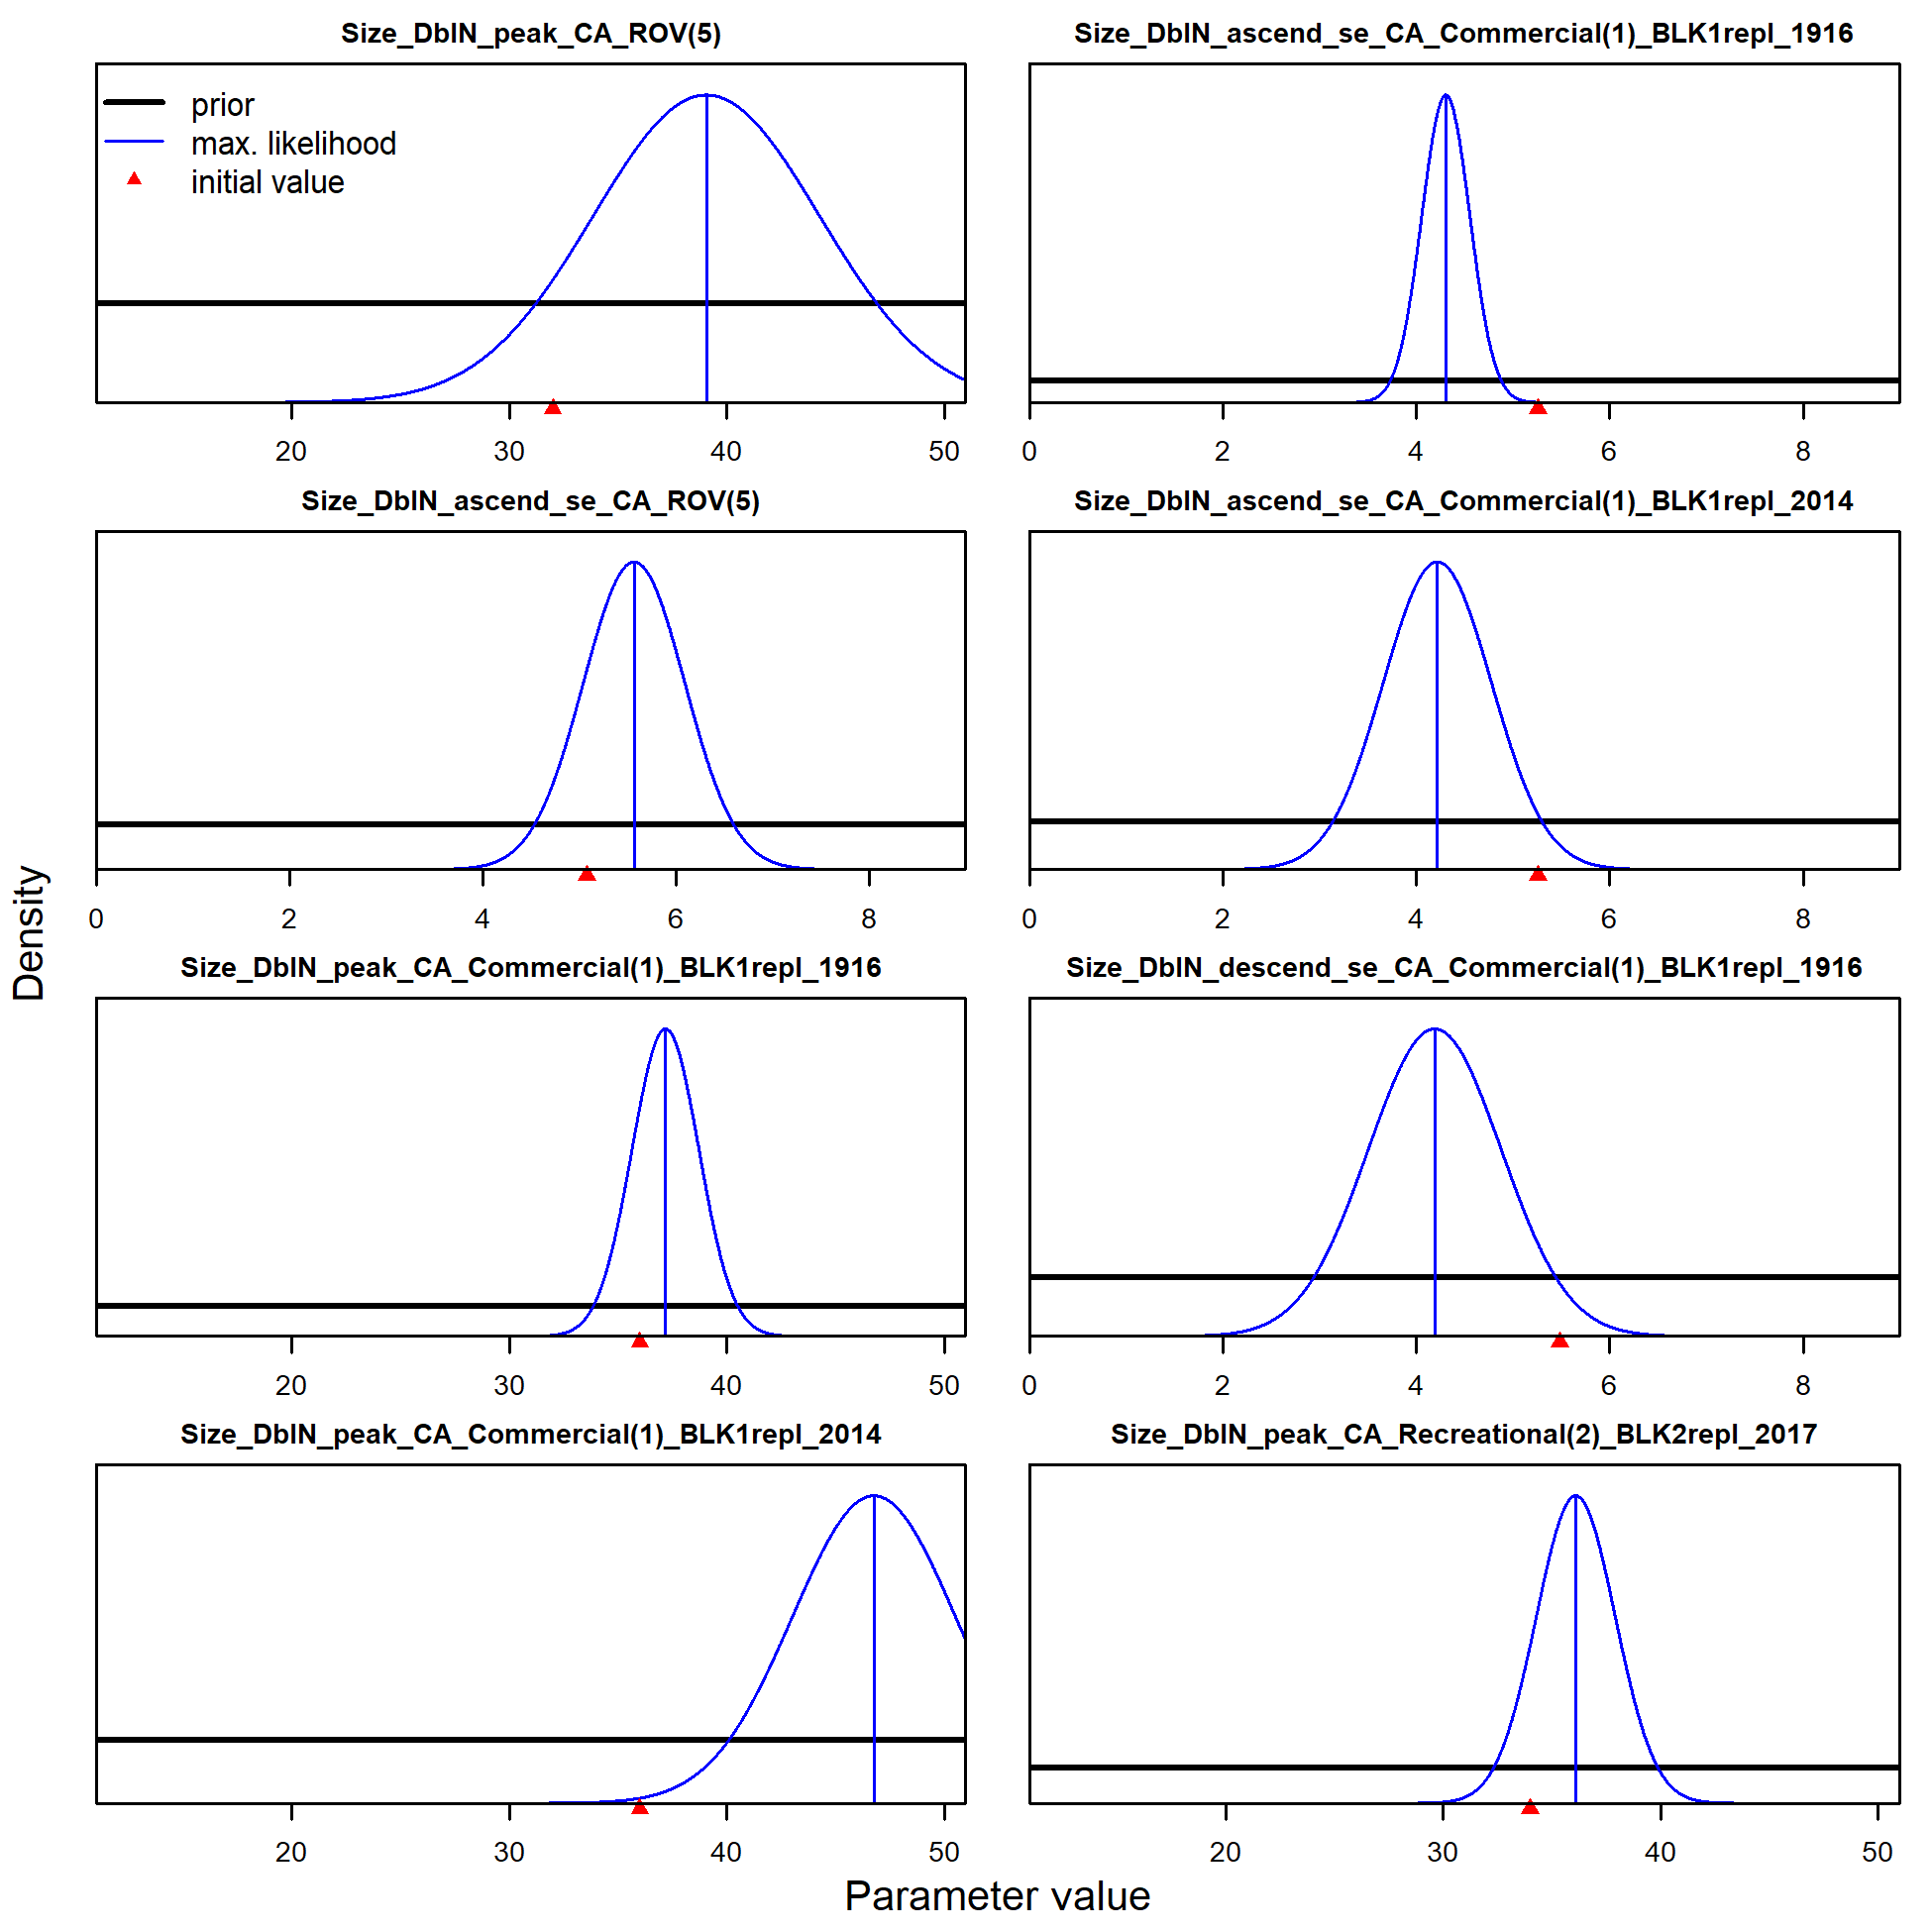 Size_DblN_peak_CA_ROV(5)
prior
max. likelihood
initial value
20 30 40 50
Size_DblN_ascend_se_CA_Commercial(1)_BLK1repl_1916
0 2 4 6 8
Size_DblN_ascend_se_CA_ROV(5)
0 2 4 6 8
Size_DblN_ascend_se_CA_Commercial(1)_BLK1repl_2014
0 2 4 6 8
Size_DblN_peak_CA_Commercial(1)_BLK1repl_1916
20 30 40 50
Size_DblN_descend_se_CA_Commercial(1)_BLK1repl_1916
0 2 4 6 8
Size_DblN_peak_CA_Commercial(1)_BLK1repl_2014
20 30 40 50
Size_DblN_peak_CA_Recreational(2)_BLK2repl_2017
20 30 40 50
Density
Parameter value